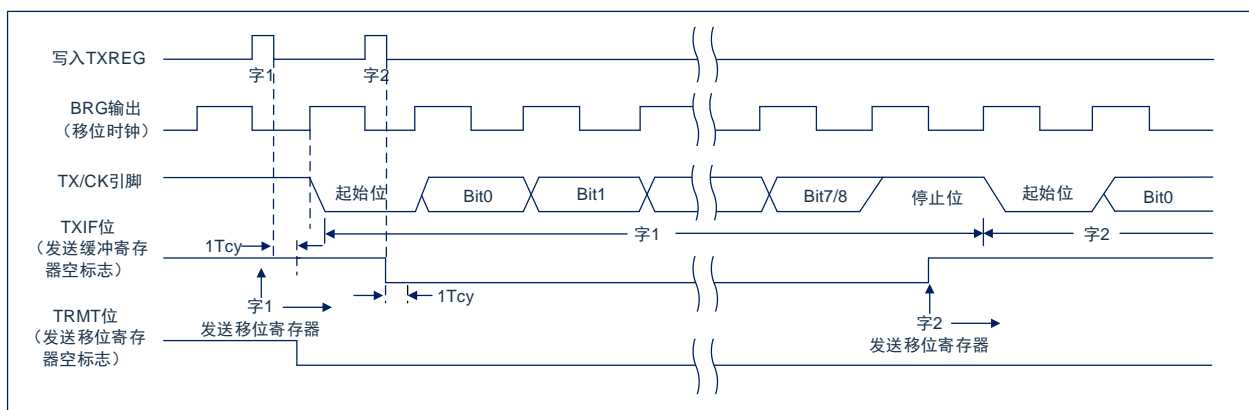 写入TXREG
字1
字2
BRG输出
（移位时钟）
TX/CK引脚
起始位
Bit0
Bit1
Bit7/8
停止位
起始位
Bit0
TXIF位
（发送缓冲寄存
器空标志）
1Tcy
字1
字2
1Tcy
字1
发送移位寄存器
字2
发送移位寄存器
TRMT位
（发送移位寄存
器空标志）